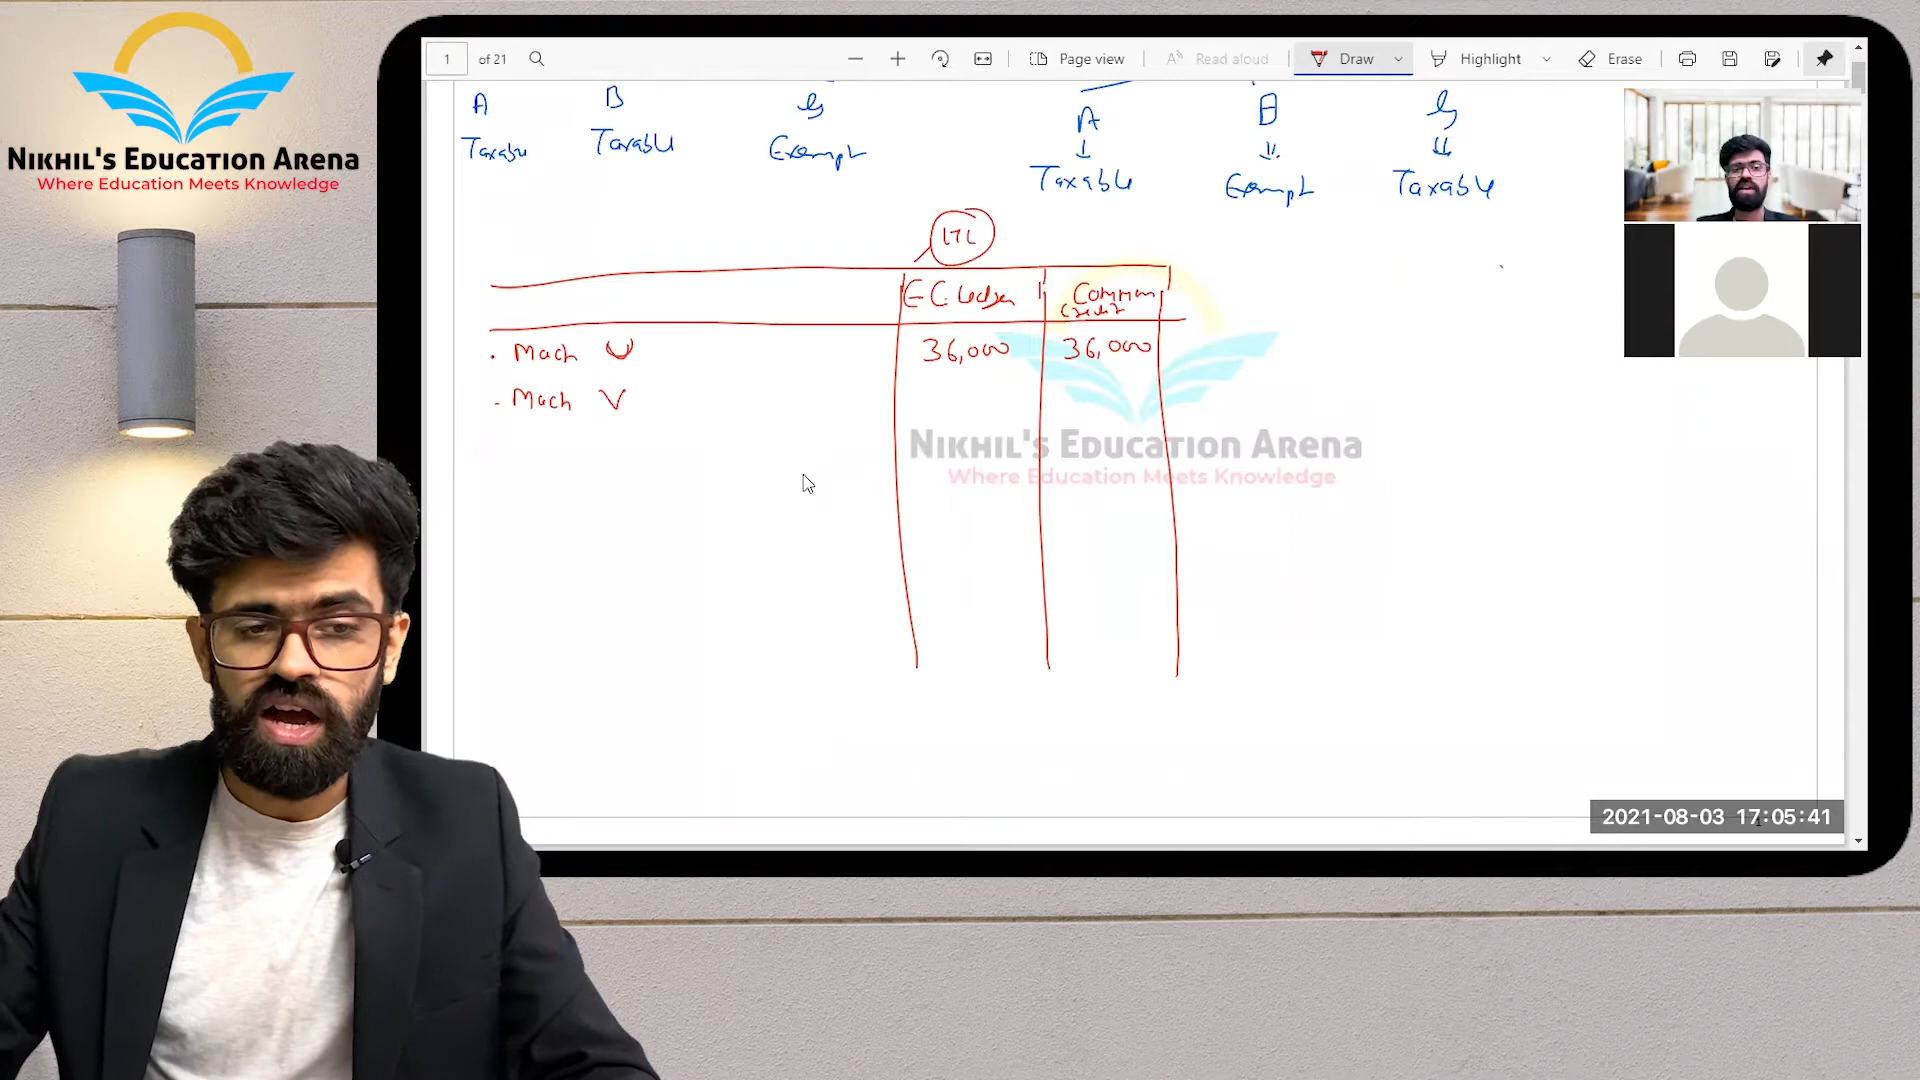 NIKHIL'S EDUCATION ARENA
Where Education Meets Knowledge
1 of 21 Page view Read aloud Draw Highlight Erase
A B Exempt
Taxable Taxable
A B
Taxable Exempt Taxable
ITC
E C. Ledger Common Credit
. Mach U 36,000 36,000
- Mach V
NIKHIL'S EDUCATION ARENA
Where Education Meets Knowledge
2021-08-03 17:05:41